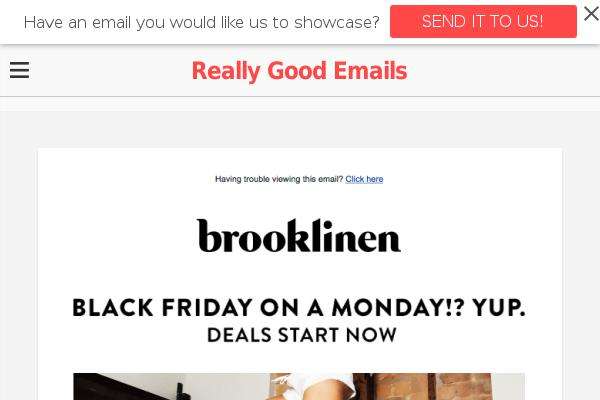 Have an email you would like us to showcase? SEND IT TO US!
Really Good Emails
Having trouble viewing this email? Click here
brooklinen
BLACK FRIDAY ON A MONDAY!? YUP.
DEALS START NOW